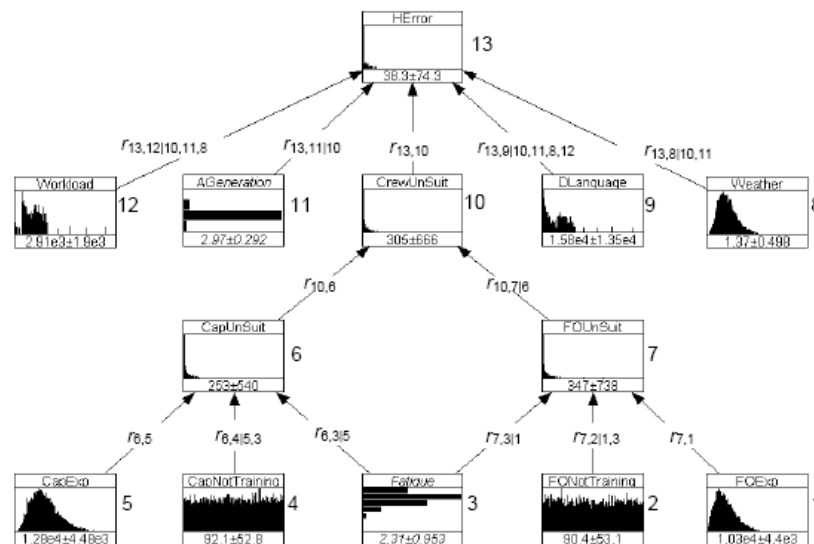 HError
13
38.3±74.3
r13,12|10,11,8
r13,11|10
r13,10
r13,9|10,11,8,12
r13,8|10,11
Workload
12
2.91e3±1.9e3
AGeneration
11
2.97±0.292
CrewUnSuit
10
305±666
DLanquage
9
1.58e4±1.35e4
Weather
8
1.37±0.498
r10,6
r10,7|6
CapUnSuit
6
253±540
FOUnSuit
7
347±738
r6,5
r6,4|5,3
r6,3|5
r7,3|1
r7,2|1,3
r7,1
CapExp
5
1.28e4±4.48e3
CapNotTraining
4
92.1±52.8
Fatique
3
2.31±0.953
FONotTraining
2
90.4±53.1
FOExp
1.03e4±4.4e3